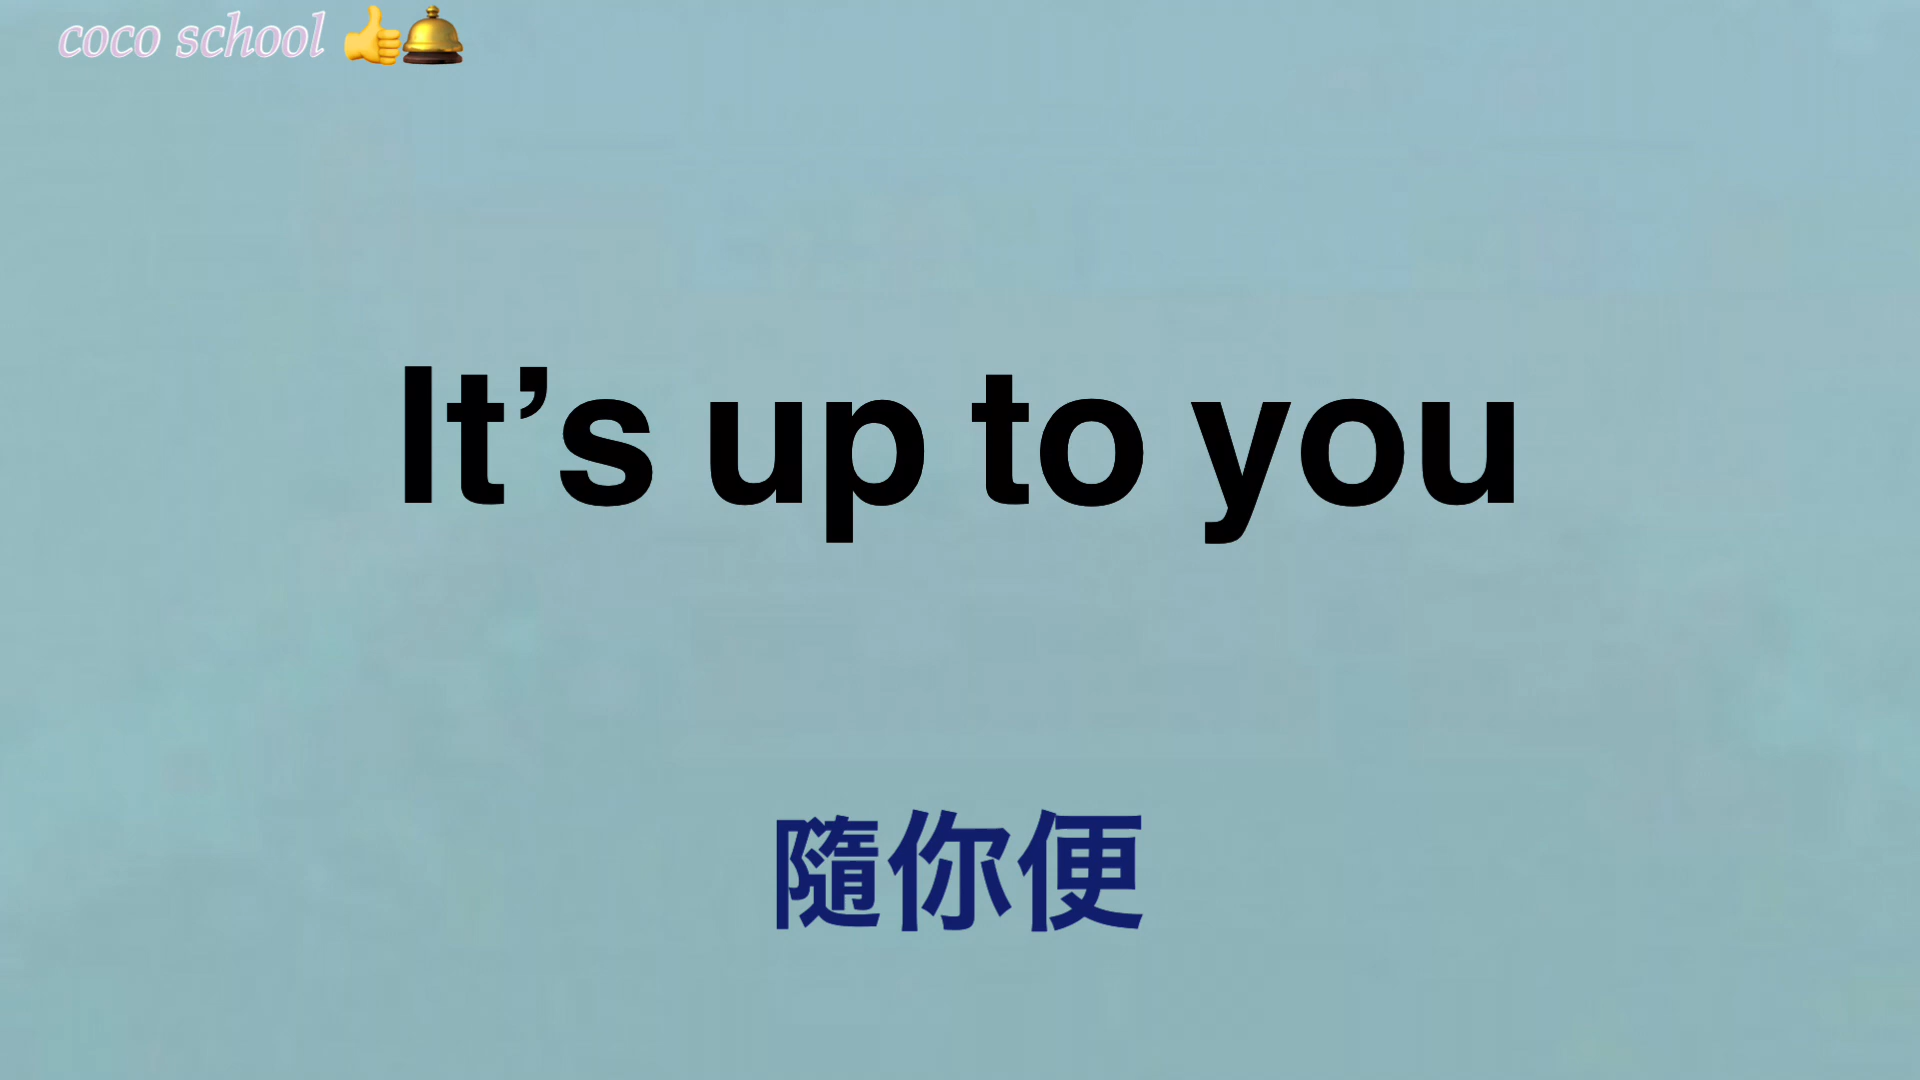 coco school 👍🛎️
It’s up to you
隨你便